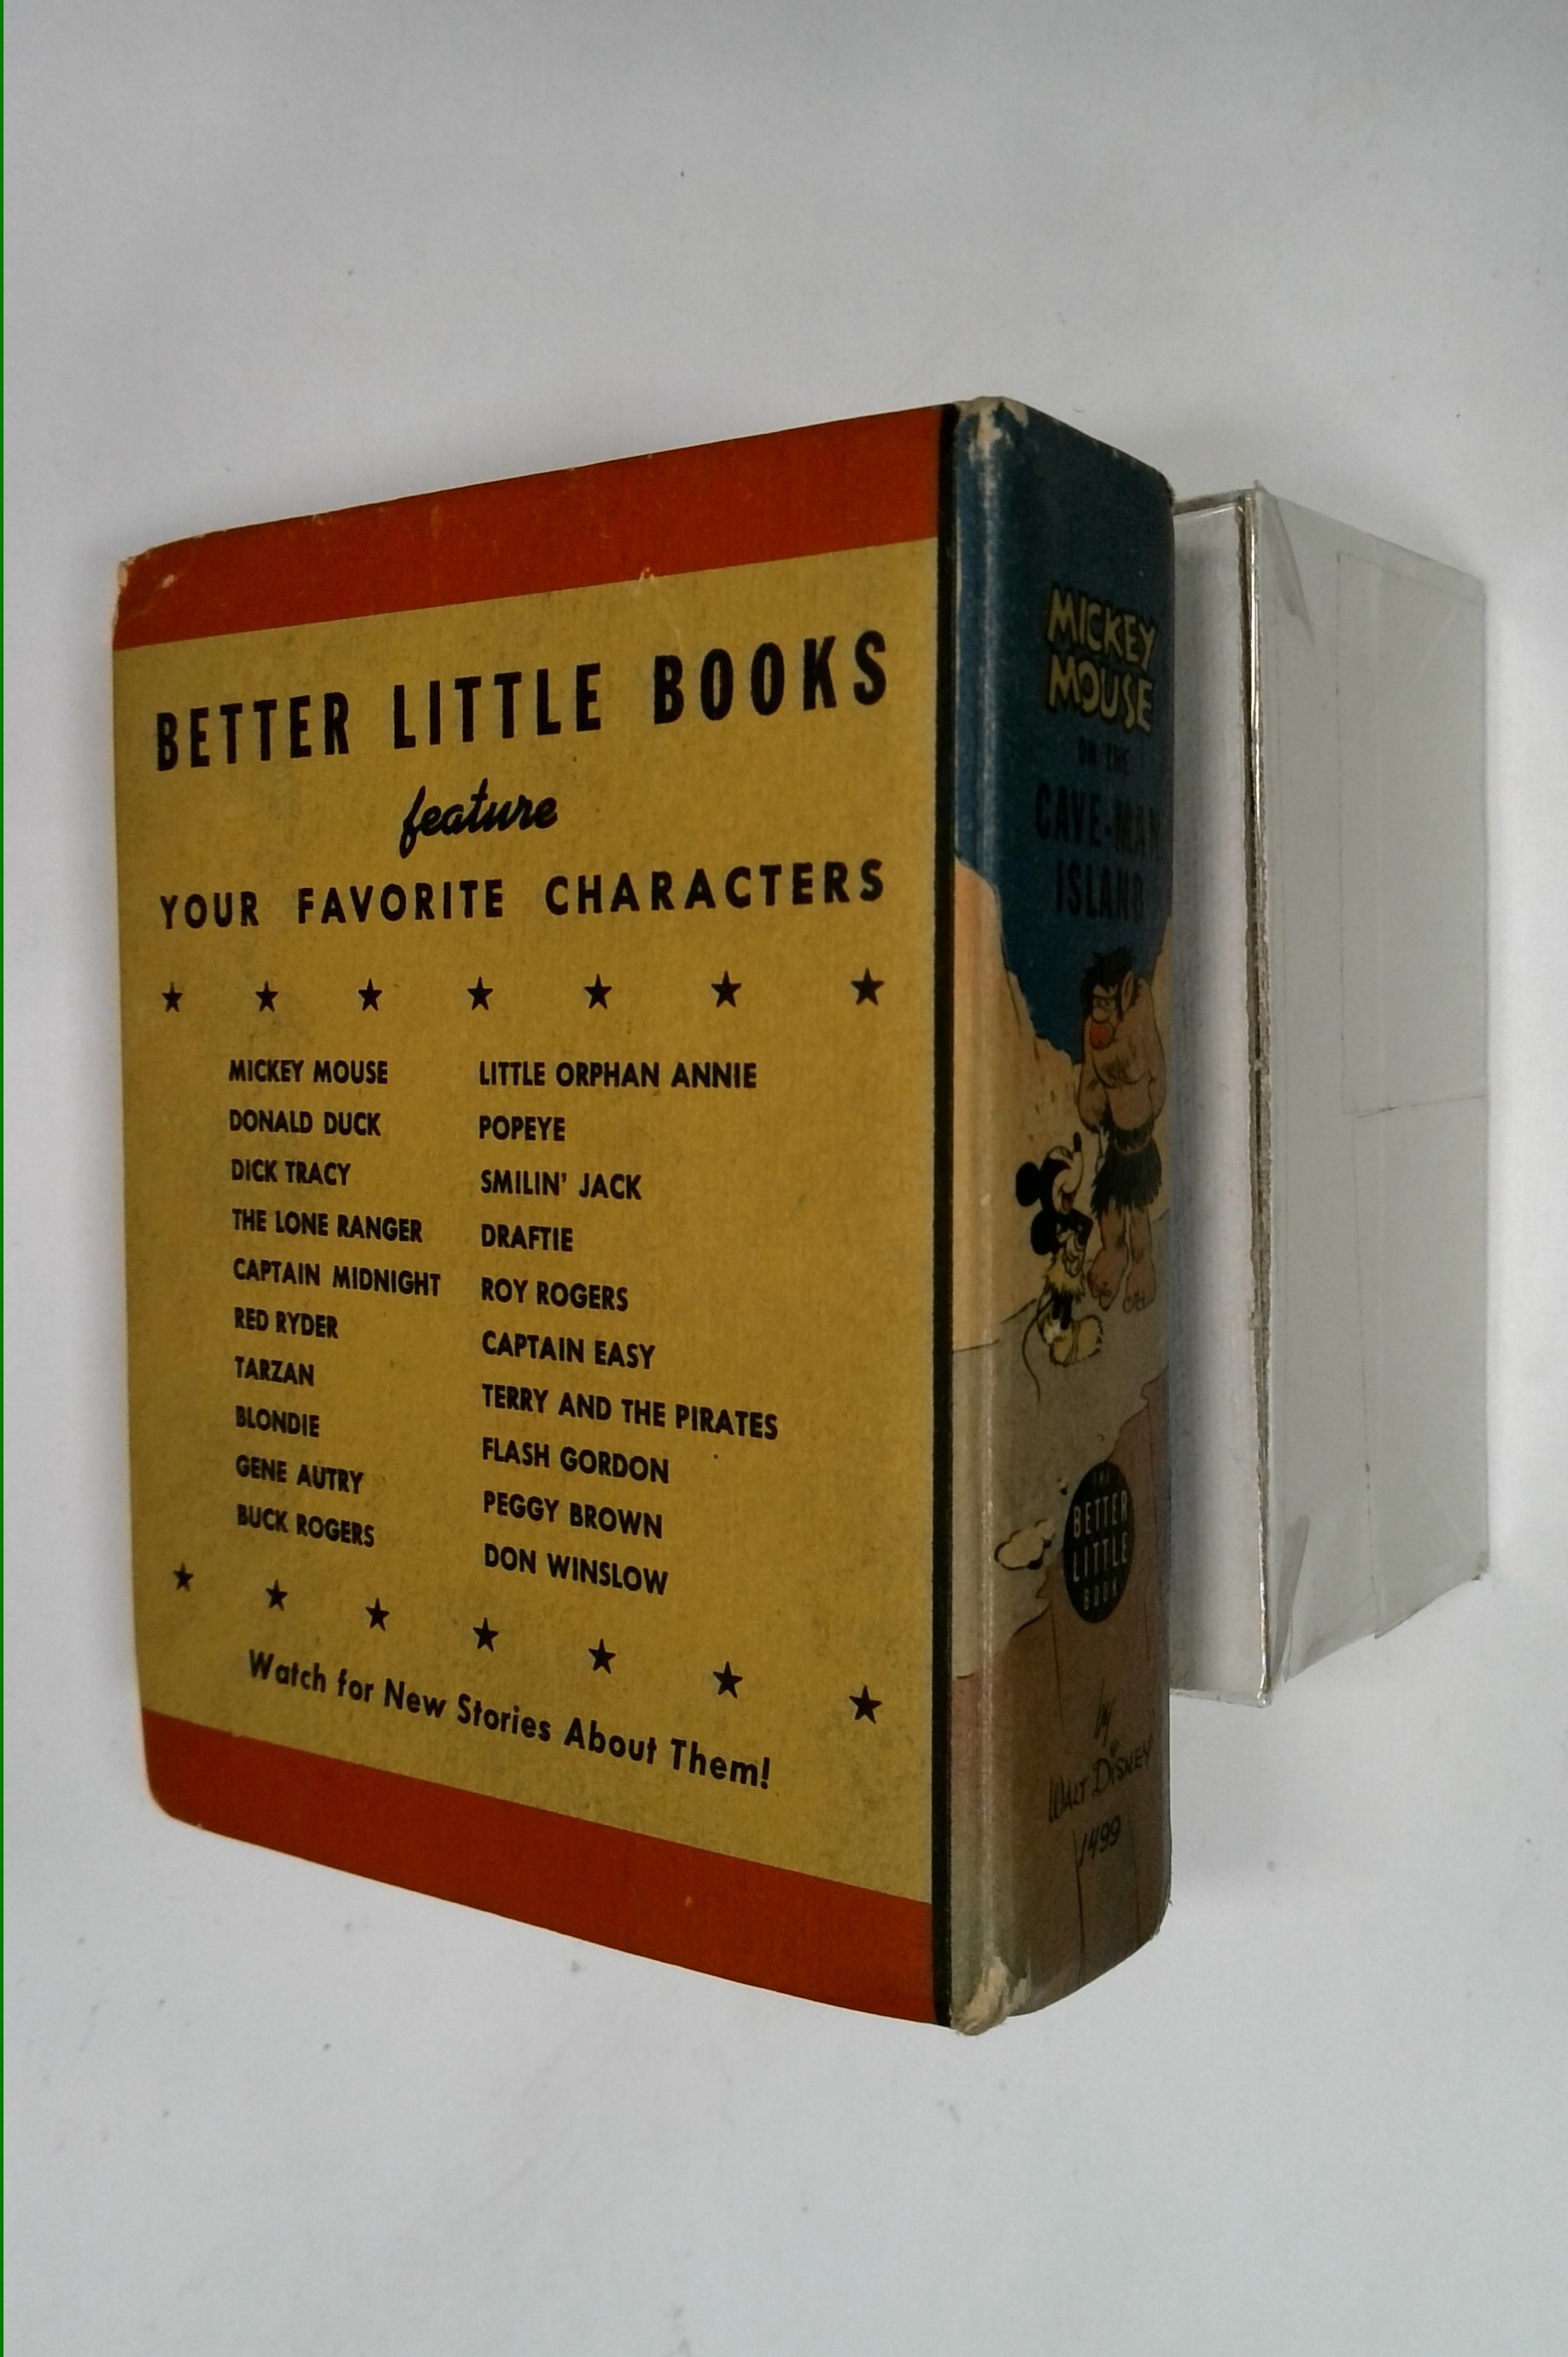 BETTER LITTLE BOOKS
feature
YOUR FAVORITE CHARACTERS
MICKEY MOUSE
DONALD DUCK
DICK TRACY
THE LONE RANGER
CAPTAIN MIDNIGHT
RED RYDER
TARZAN
BLONDIE
GENE AUTRY
BUCK ROGERS
LITTLE ORPHAN ANNIE
POPEYE
SMILIN' JACK
DRAFTIE
ROY ROGERS
CAPTAIN EASY
TERRY AND THE PIRATES
FLASH GORDON
PEGGY BROWN
DON WINSLOW
Watch for New Stories About Them!
MICKEY
MOUSE
ON THE
CAVE-MAN
ISLAND
THE
BETTER
LITTLE
BOOK
by
WALT DISNEY
1499